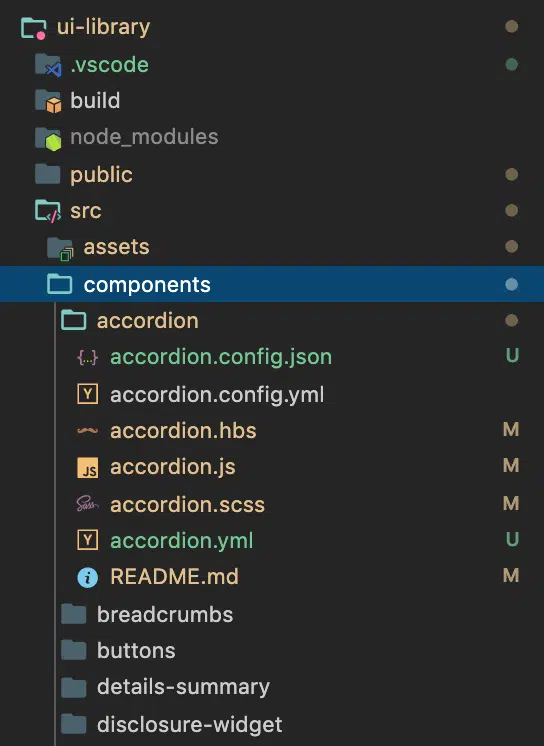 ui-library
.vscode
build
node_modules
public
src
assets
components
accordion
accordion.config.json U
accordion.config.yml
accordion.hbs M
accordion.js M
accordion.scss M
accordion.yml U
README.md M
breadcrumbs
buttons
details-summary
disclosure-widget